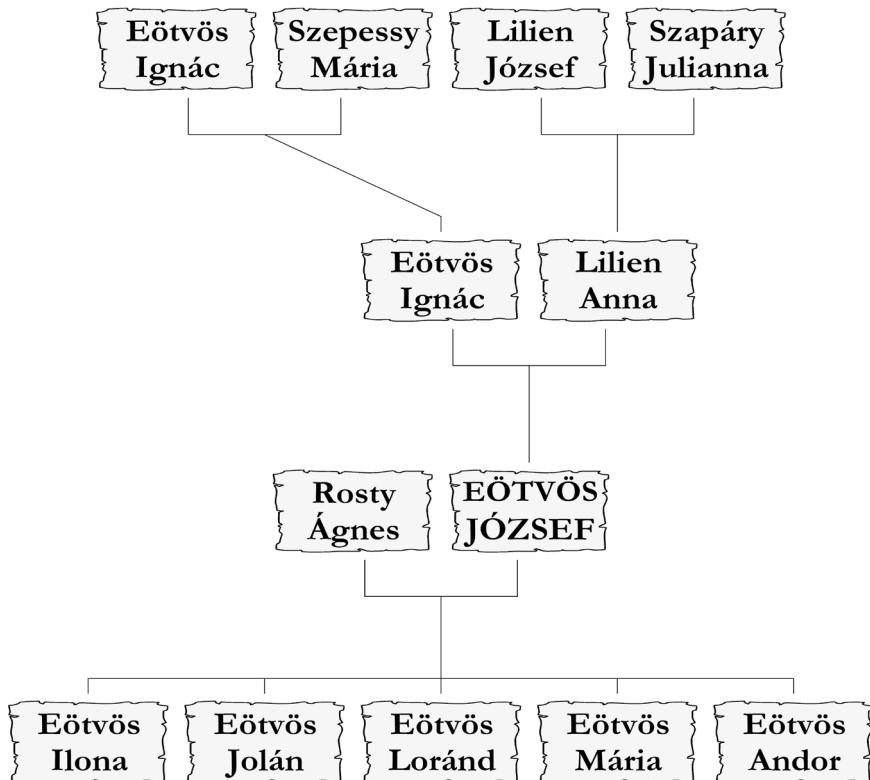 Eötvös
Ignác
Szepessy
Mária
Lilien
József
Szapáry
Julianna
Eötvös
Ignác
Lilien
Anna
Rosty
Ágnes
EÖTVÖS
JÓZSEF
Eötvös
Ilona
Eötvös
Jolán
Eötvös
Loránd
Eötvös
Mária
Eötvös
Andor